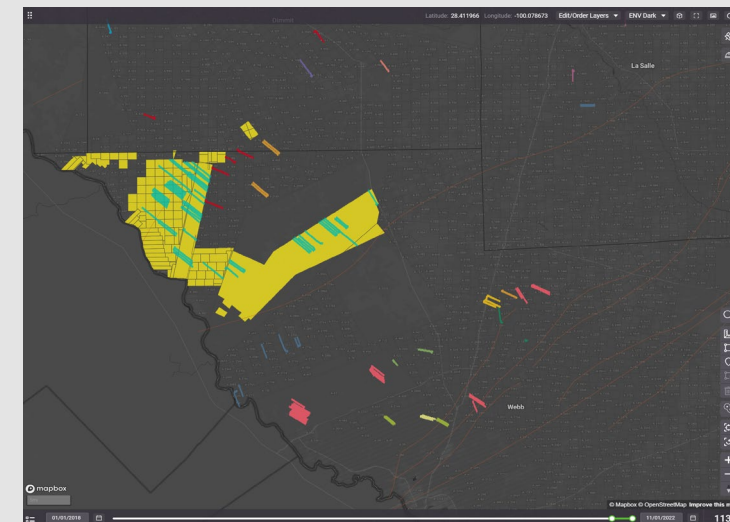 Latitude: 28.411966 Longitude: -100.078673 Edit/Order Layers ENV Dark
Dimmit
La Salle
Webb
mapbox
© Mapbox © OpenStreetMap Improve this m
01/01/2018 11/01/2022 113